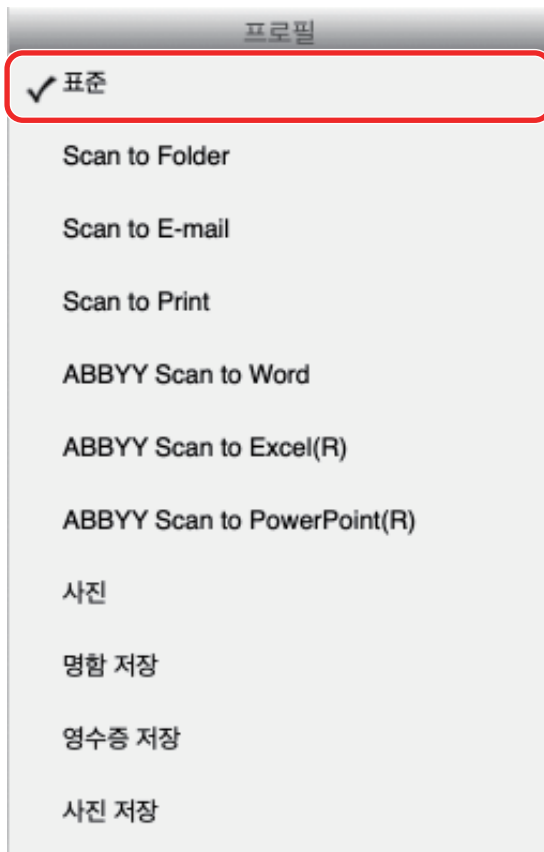 프로필
표준
Scan to Folder
Scan to E-mail
Scan to Print
ABBYY Scan to Word
ABBYY Scan to Excel(R)
ABBYY Scan to PowerPoint(R)
사진
명함 저장
영수증 저장
사진 저장